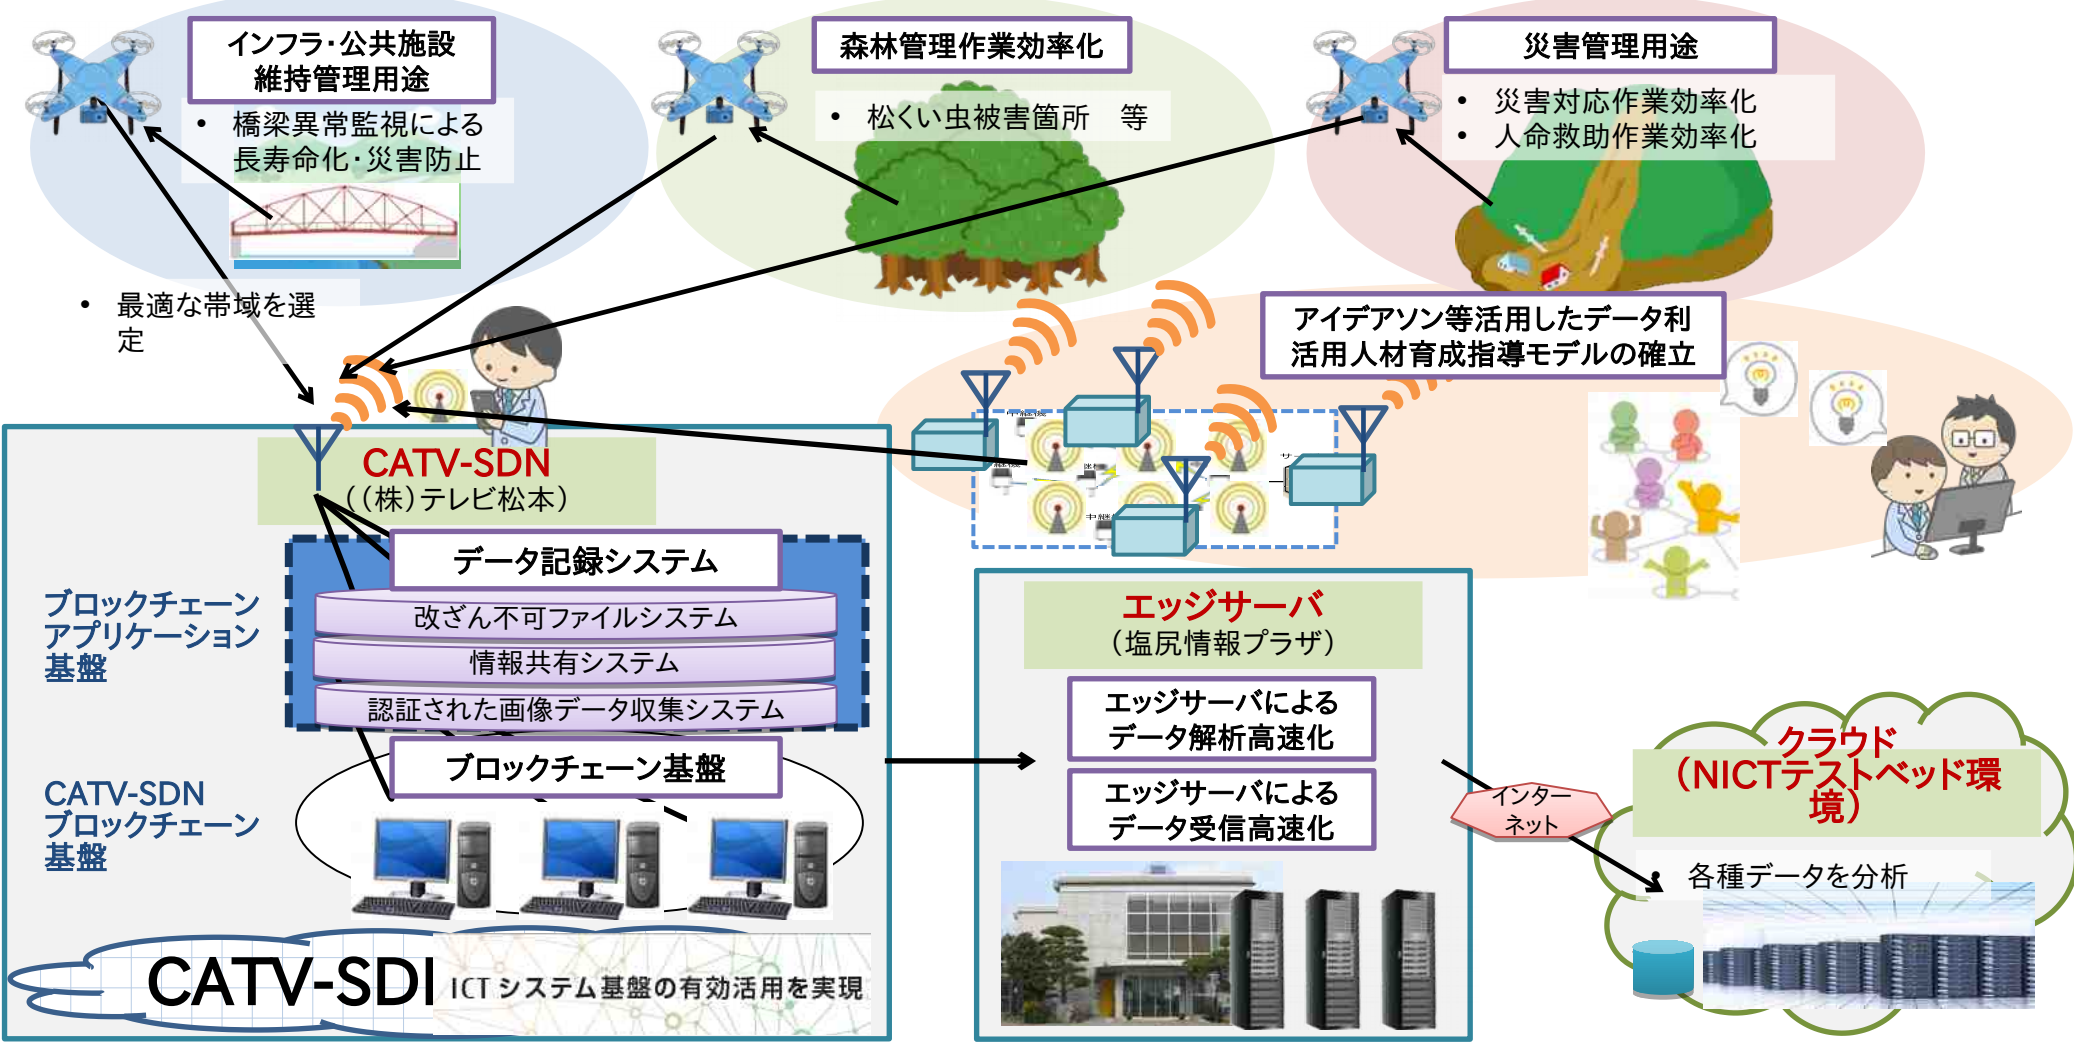 インフラ・公共施設
維持管理用途
• 橋梁異常監視による
長寿命化・災害防止
森林管理作業効率化
• 松くい虫被害箇所　等
災害管理用途
• 災害対応作業効率化
• 人命救助作業効率化
• 最適な帯域を選
定
アイデアソン等活用したデータ利
活用人材育成指導モデルの確立
中継機
CATV-SDN
（（株）テレビ松本）
データ記録システム
改ざん不可ファイルシステム
情報共有システム
認証された画像データ収集システム
ブロックチェーン
アプリケーション
基盤
ブロックチェーン基盤
CATV-SDN
ブロックチェーン
基盤
CATV-SD
ICT システム基盤の有効活用を実現
エッジサーバ
（塩尻情報プラザ）
エッジサーバによる
データ解析高速化
エッジサーバによる
データ受信高速化
インター
ネット
クラウド
（NICTテストベッド環
境）
• 各種データを分析